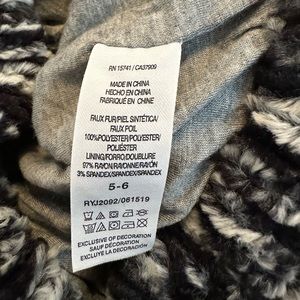 RN 15741 / CA37909
MADE IN CHINA
HECHO EN CHINA
FABRIQUÉ EN CHINE
FAUX FUR/PIEL SINTÉTICA/
FAUX FOIL
100%POLYESTER/POLYESTER/
POLIÉSTER
LINING/FORRO/DOUBLURE
97% RAYON/RAYONNE/RAYÓN
3% SPANDEX/SPANDEX/SPANDEX
5-6
RYJ2092/061519
EXCLUSIVE OF DECORATION
SAUF DÉCORATION
EXCLUSIVO DE LA DECORACIÓN